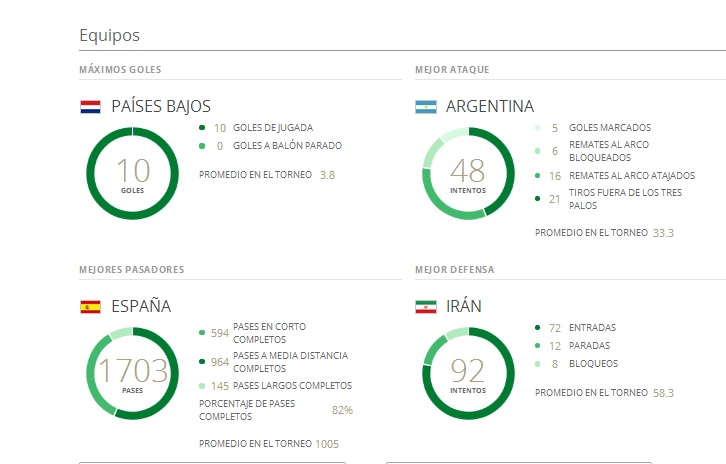 Equipos
MÁXIMOS GOLES
PAÍSES BAJOS
10
GOLES
10 GOLES DE JUGADA
0 GOLES A BALÓN PARADO
PROMEDIO EN EL TORNEO 3.8
MEJOR ATAQUE
ARGENTINA
48
INTENTOS
5 GOLES MARCADOS
6 REMATES AL ARCO
BLOQUEADOS
16 REMATES AL ARCO ATAJADOS
21 TIROS FUERA DE LOS TRES
PALOS
PROMEDIO EN EL TORNEO 33.3
MEJORES PASADORES
ESPAÑA
1703
PASES
594 PASES EN CORTO
COMPLETOS
964 PASES A MEDIA DISTANCIA
COMPLETOS
145 PASES LARGOS COMPLETOS
PORCENTAJE DE PASES
COMPLETOS 82%
PROMEDIO EN EL TORNEO 1005
MEJOR DEFENSA
IRÁN
92
INTENTOS
72 ENTRADAS
12 PARADAS
8 BLOQUEOS
PROMEDIO EN EL TORNEO 58.3